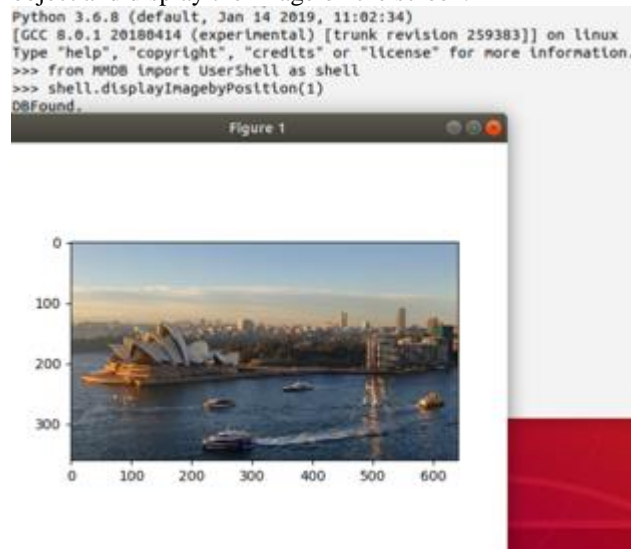 Python 3.6.8 (default, Jan 14 2019, 11:02:34)
[GCC 8.0.1 20180414 (experimental) [trunk revision 259383]] on linux
Type "help", "copyright", "credits" or "license" for more information.
>>> from MMDB import UserShell as shell
>>> shell.displayImagebyPosition(1)
DBFound.
Figure 1
0
100
200
300
0 100 200 300 400 500 600